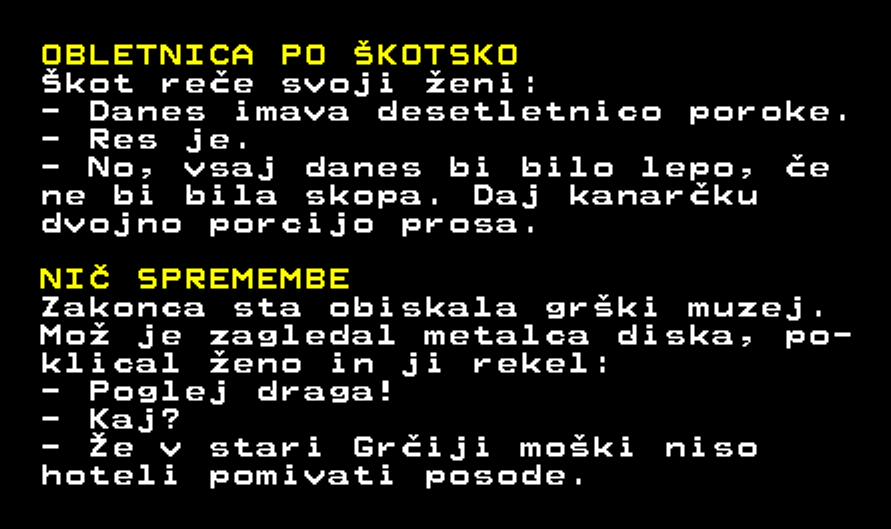 OBLETNICA PO ŠKOTSKO
Škot reče svoji ženi:
- Danes imava desetletnico poroke.
- Res je.
- No, vsaj danes bi bilo lepo, če
ne bi bila skopa. Daj kanarčku
dvojno porcijo prosa.
NIČ SPREMEMBE
Zakonca sta obiskala grški muzej.
Mož je zagledal metalca diska, po-
klical ženo in ji rekel:
- Poglej draga!
- Kaj?
- Že v stari Grčiji moški niso
hoteli pomivati posode.